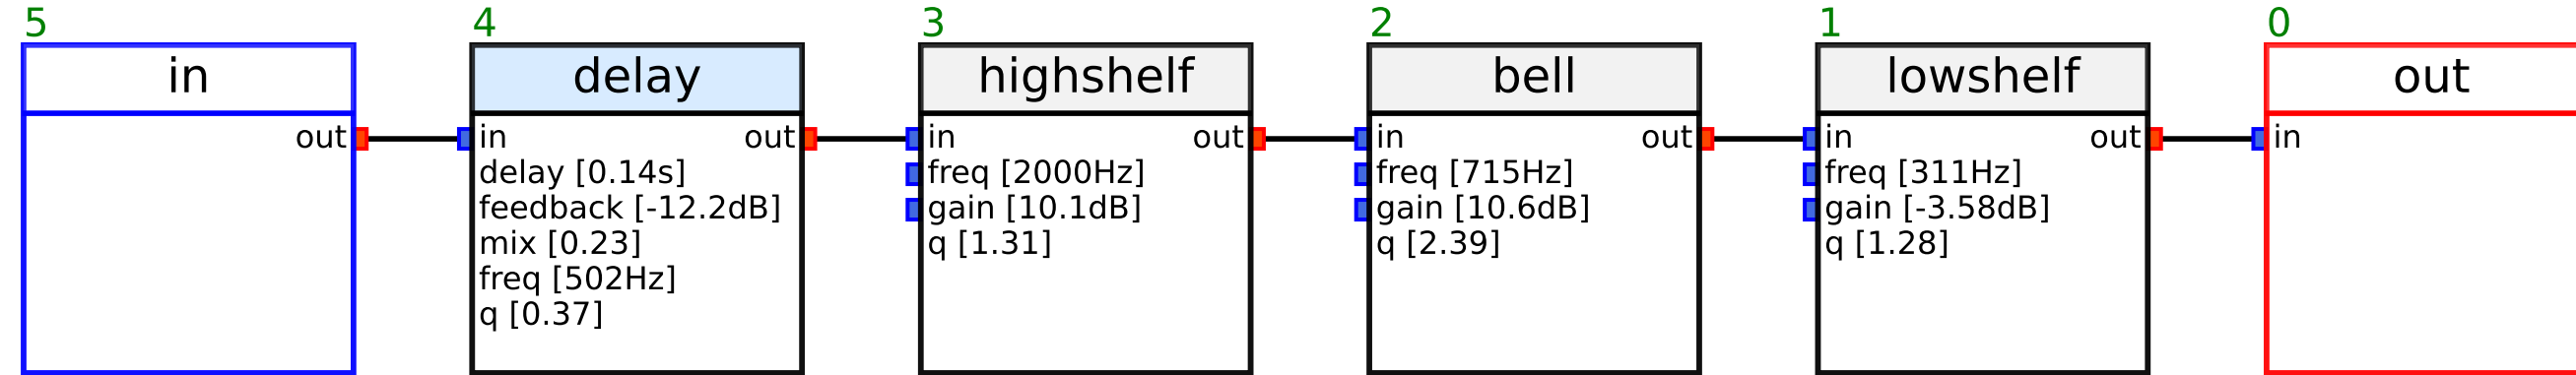 5
in
out
4
delay
in out
delay [0.14s]
feedback [-12.2dB]
mix [0.23]
freq [502Hz]
q [0.37]
3
highshelf
in out
freq [2000Hz]
gain [10.1dB]
q [1.31]
2
bell
in out
freq [715Hz]
gain [10.6dB]
q [2.39]
1
lowshelf
in out
freq [311Hz]
gain [-3.58dB]
q [1.28]
0
out
in